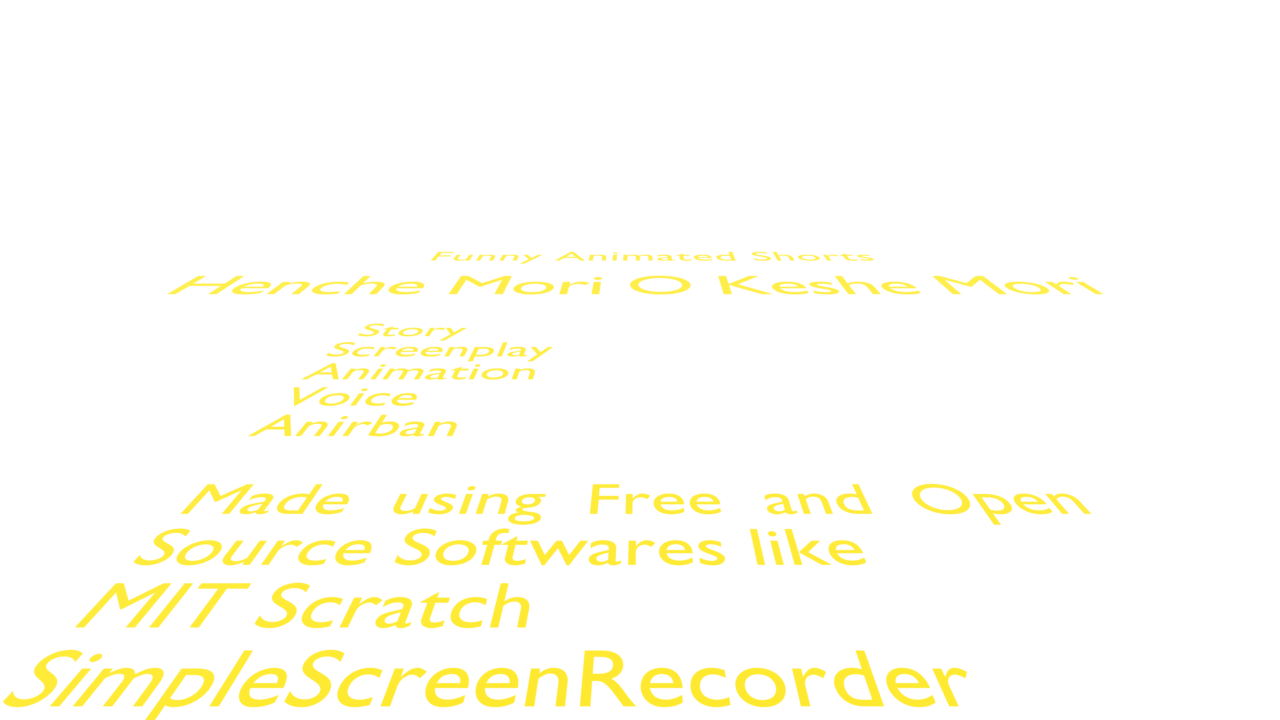 Funny Animated Shorts
Henche Mori O Keshe Mori
Story
Screenplay
Animation
Voice
Anirban
Made using Free and Open
Source Softwares like
MIT Scratch
SimpleScreenRecorder